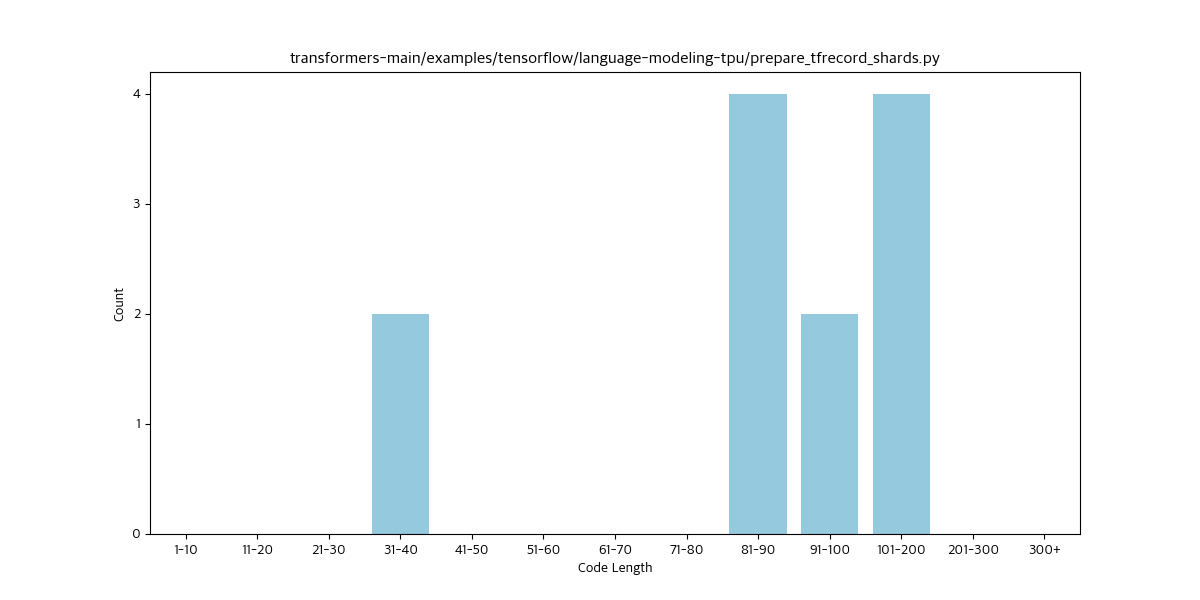 transformers-main/examples/tensorflow/language-modeling-tpu/prepare_tfrecord_shards.py
4
3
2
1
0
Count
1-10 11-20 21-30 31-40 41-50 51-60 61-70 71-80 81-90 91-100 101-200 201-300 300+
Code Length